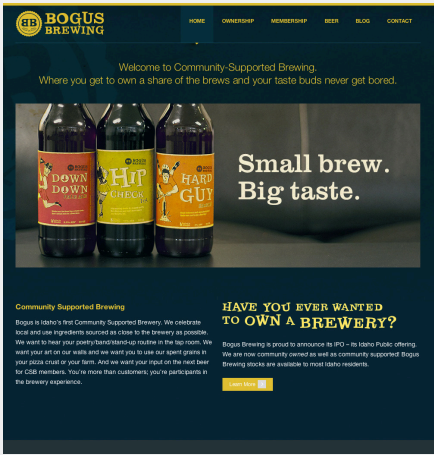 BB BOGUS
BREWING
HOME OWNERSHIP MEMBERSHIP BEER BLOG CONTACT
Welcome to Community-Supported Brewing.
Where you get to own a share of the brews and your taste buds never get bored.
BOGUS BOGUS BOGUS
DOWN
DOWN
HIP
CHECK
HARD
GUY
Small brew.
Big taste.
Community Supported Brewing
Bogus is Idaho's first Community Supported Brewery. We celebrate
local and use ingredients sourced as close to the brewery as possible.
We want to hear your poetry/band/stand-up routine in the tap room. We
want your art on our walls and we want you to use our spent grains in
your pizza crust or your farm. And we want your input on the next beer
for CSB members. You're more than customers; you're participants in
the brewery experience.
HAVE YOU EVER WANTED
TO OWN A BREWERY?
Bogus Brewing is proud to announce its IPO – its Idaho Public offering.
We are now community owned as well as community supported! Bogus
Brewing stocks are available to most Idaho residents.
Learn More